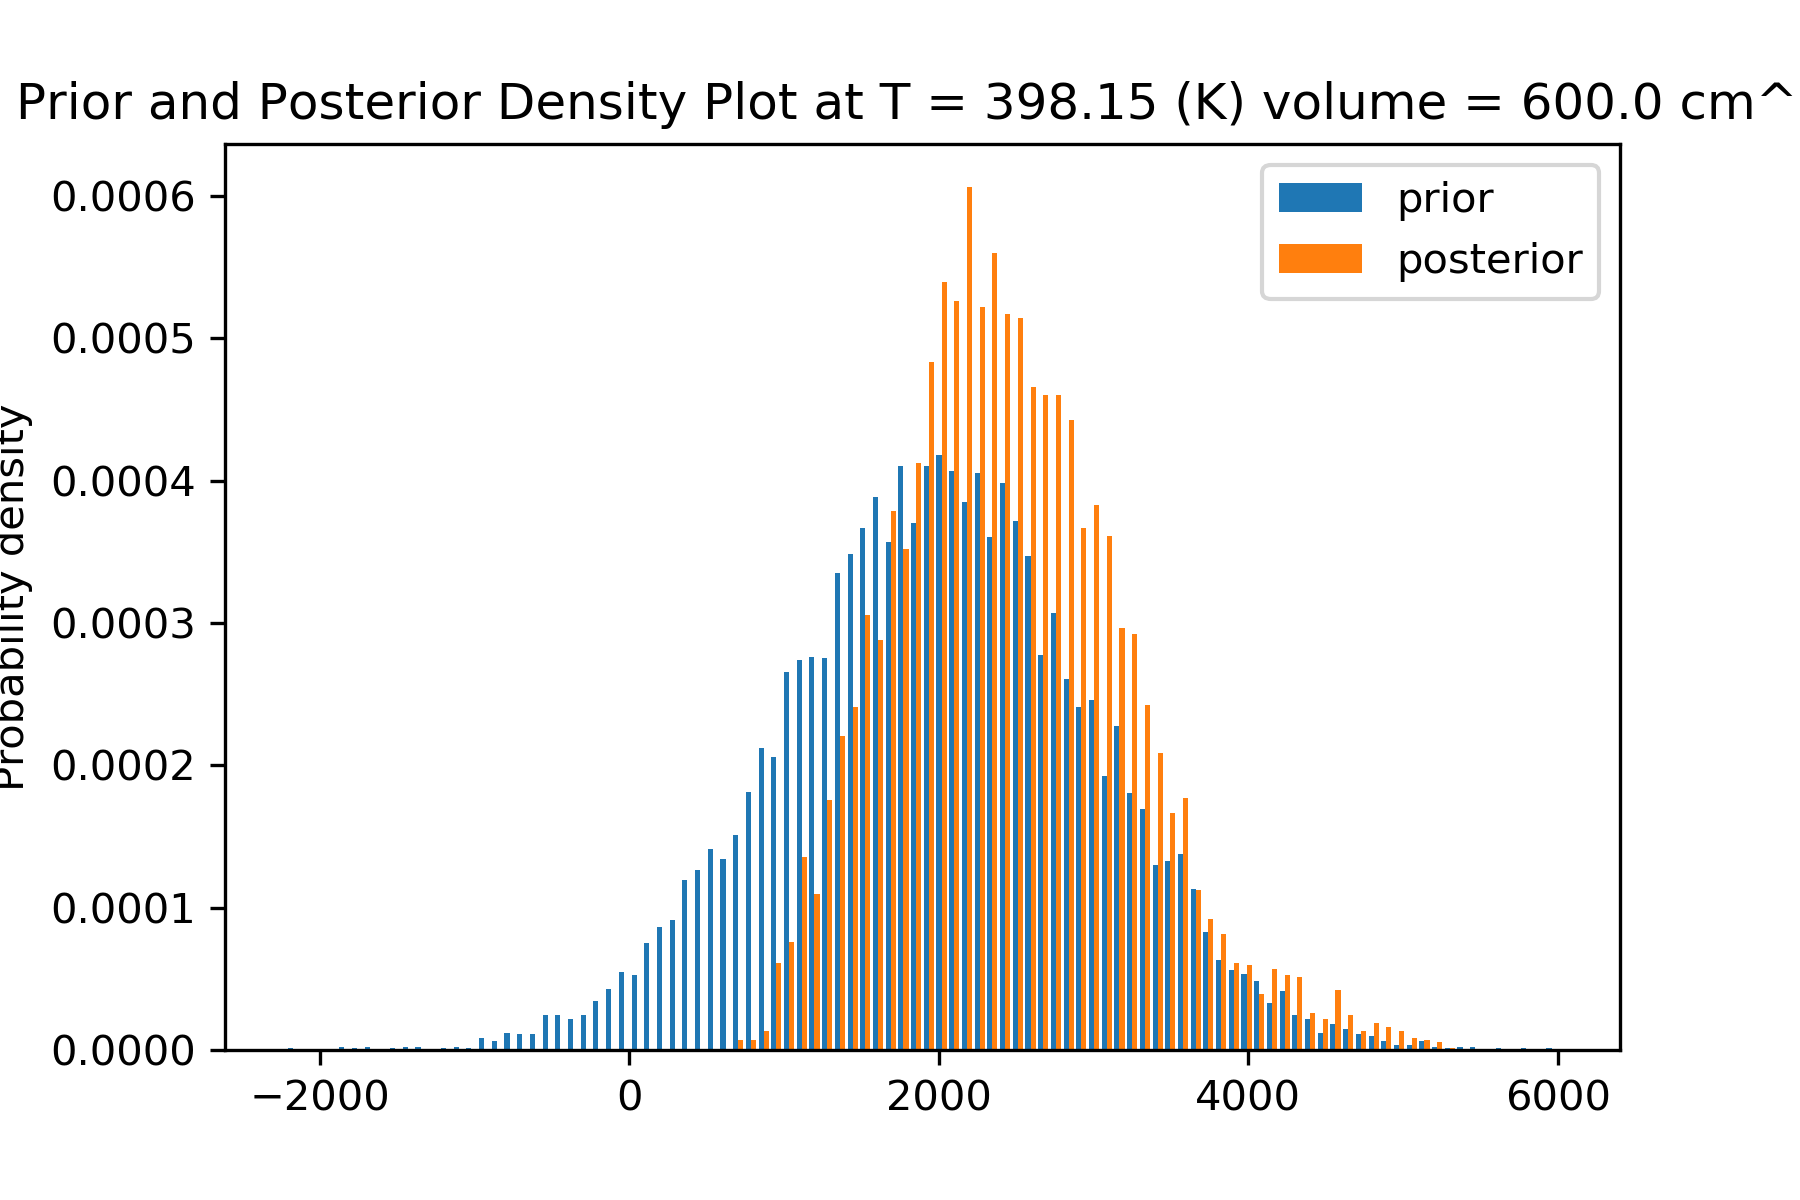 Prior and Posterior Density Plot at T = 398.15 (K) volume = 600.0 cm^
prior
posterior
Probability density
0.0006
0.0005
0.0004
0.0003
0.0002
0.0001
0.0000
−2000 0 2000 4000 6000